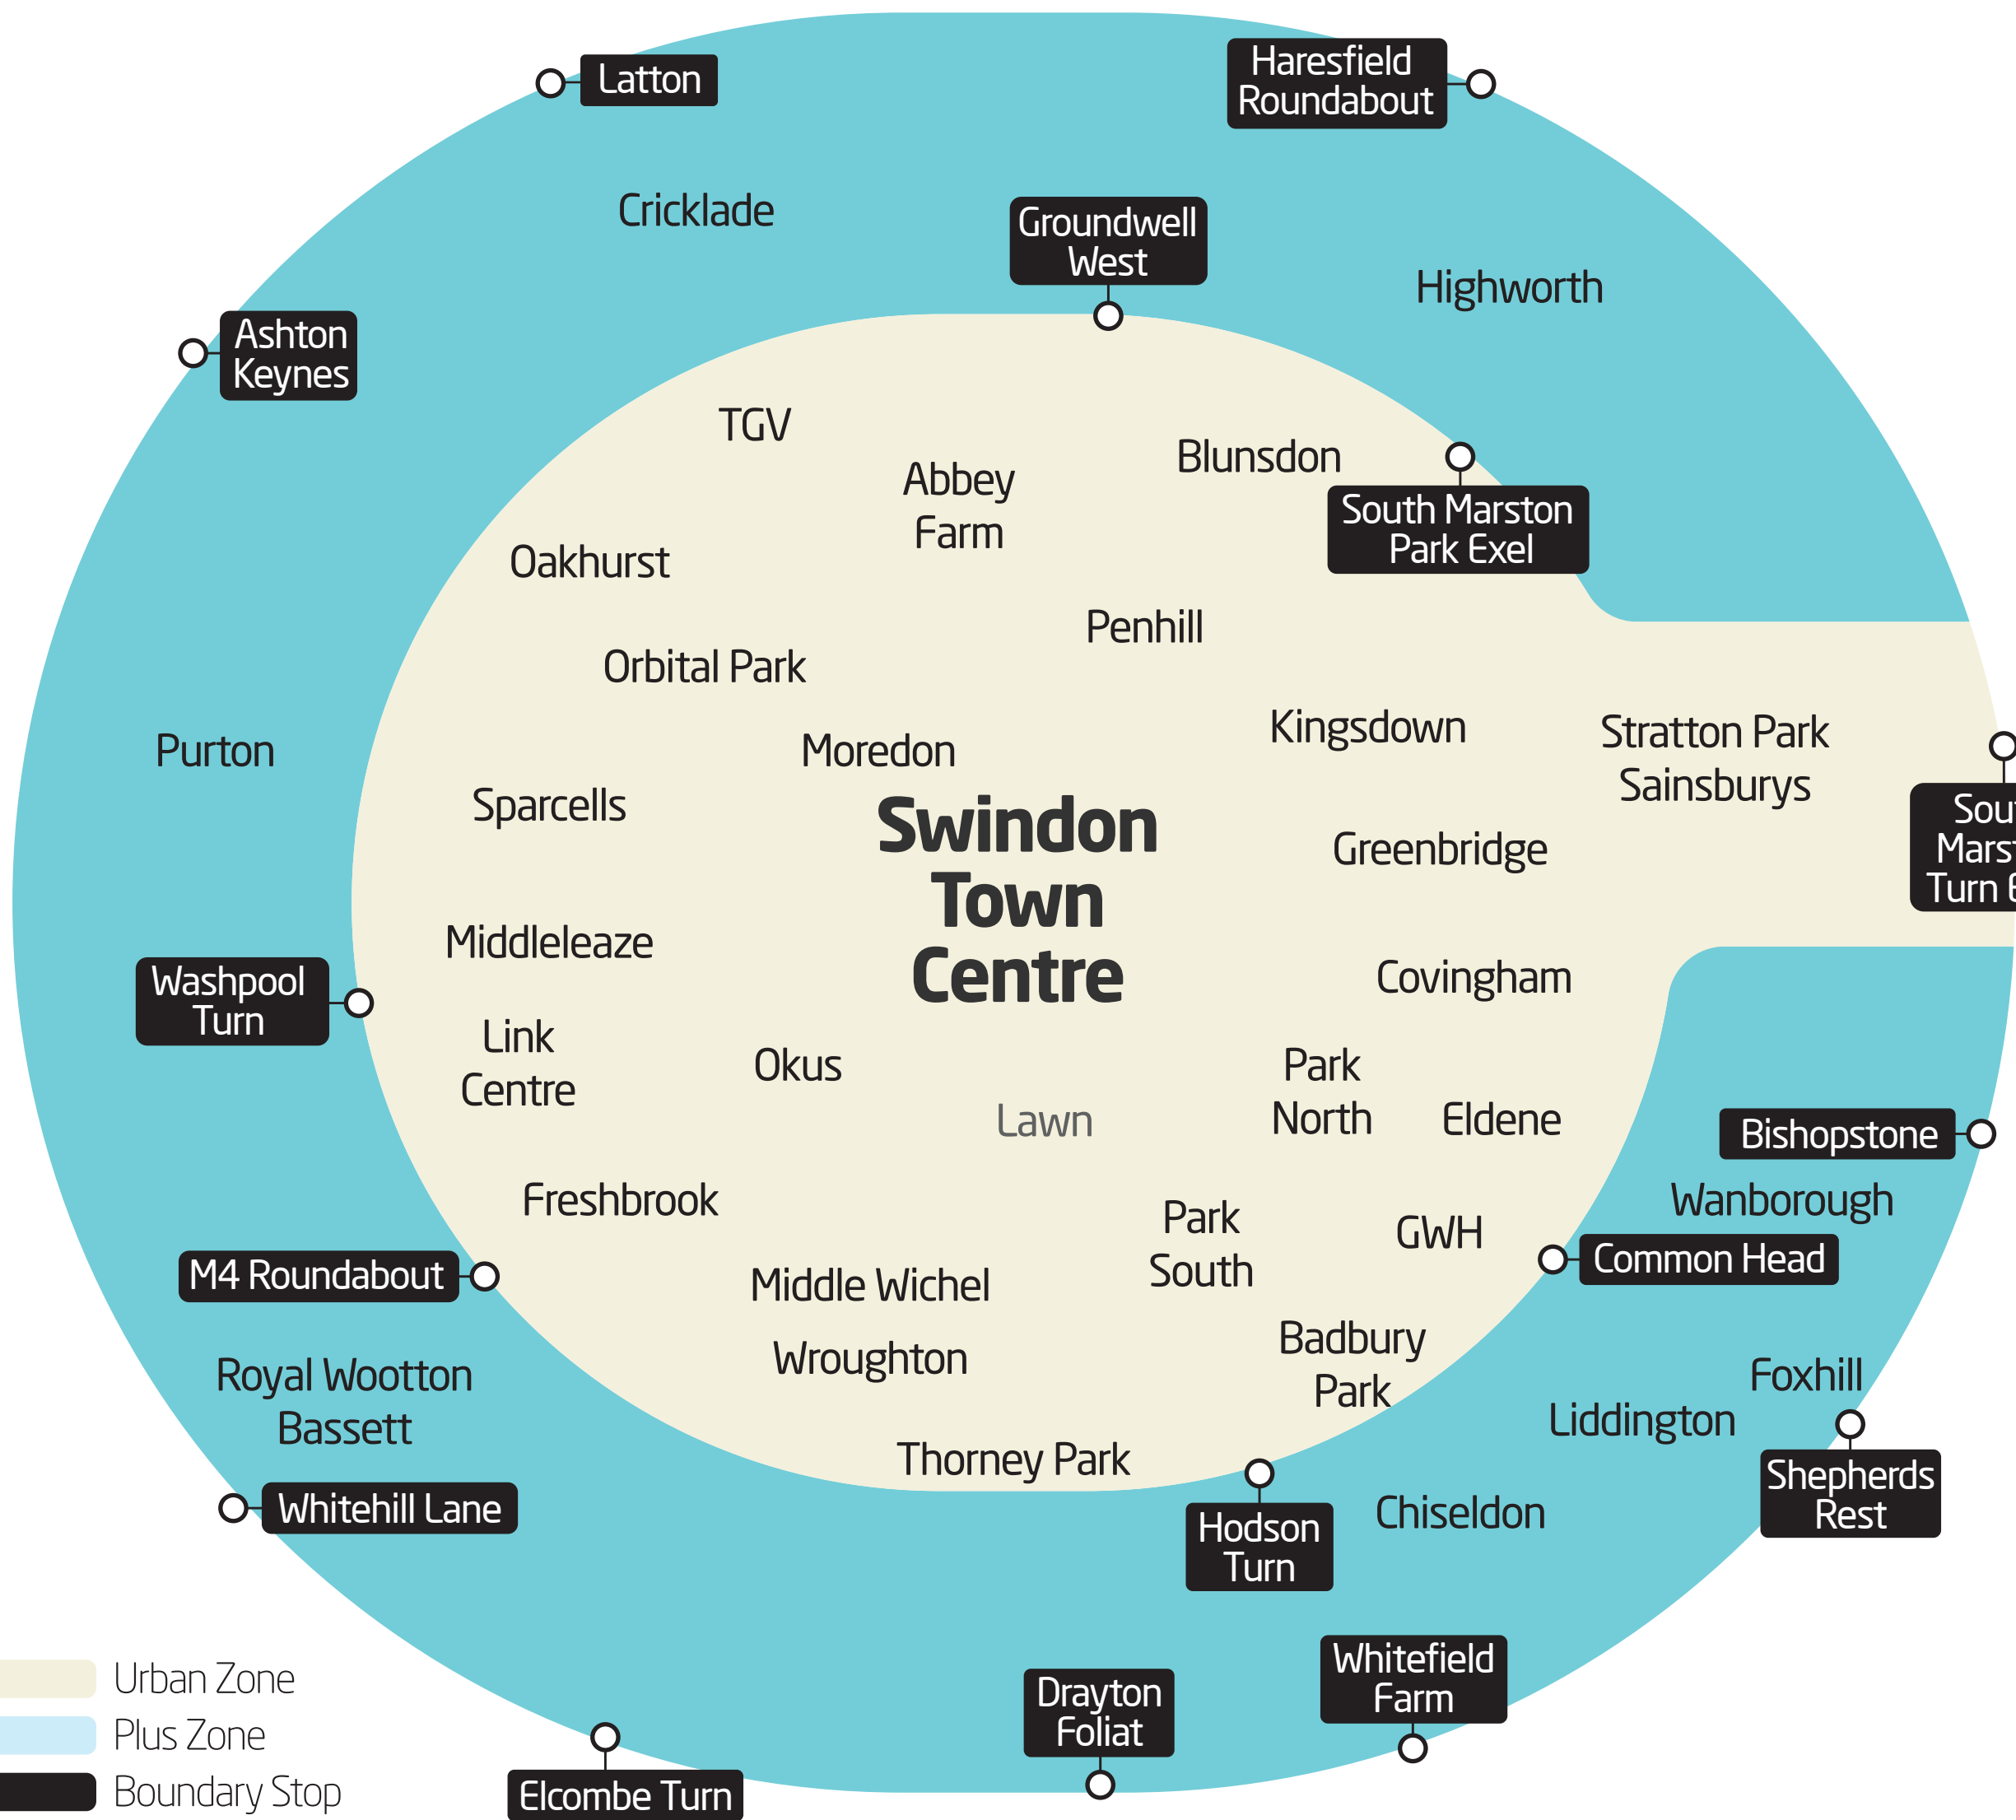 Latton
Haresfield
Roundabout
Cricklade
Groundwell
West
Highworth
Ashton
Keynes
TGV
Blunsdon
Abbey
Farm
South Marston
Park Exel
Oakhurst
Penhill
Orbital Park
Kingsdown
Stratton Park
Sainsburys
Purton
Moredon
Sparcells
Swindon
Town
Centre
Greenbridge
Turn
Middleleaze
Covingham
Washpool
Turn
Link
Centre
Okus
Park
North
Lawn
Eldene
Bishopstone
Wanborough
Freshbrook
Park
South
GWH
Common Head
M4 Roundabout
Middle Wichel
Wroughton
Badbury
Park
Royal Wootton
Bassett
Foxhill
Liddington
Thorney Park
Shepherds
Rest
Whitehill Lane
Hodson
Turn
Chiseldon
Whitefield
Farm
Drayton
Foliat
Elcombe Turn
Urban Zone
Plus Zone
Boundary Stop